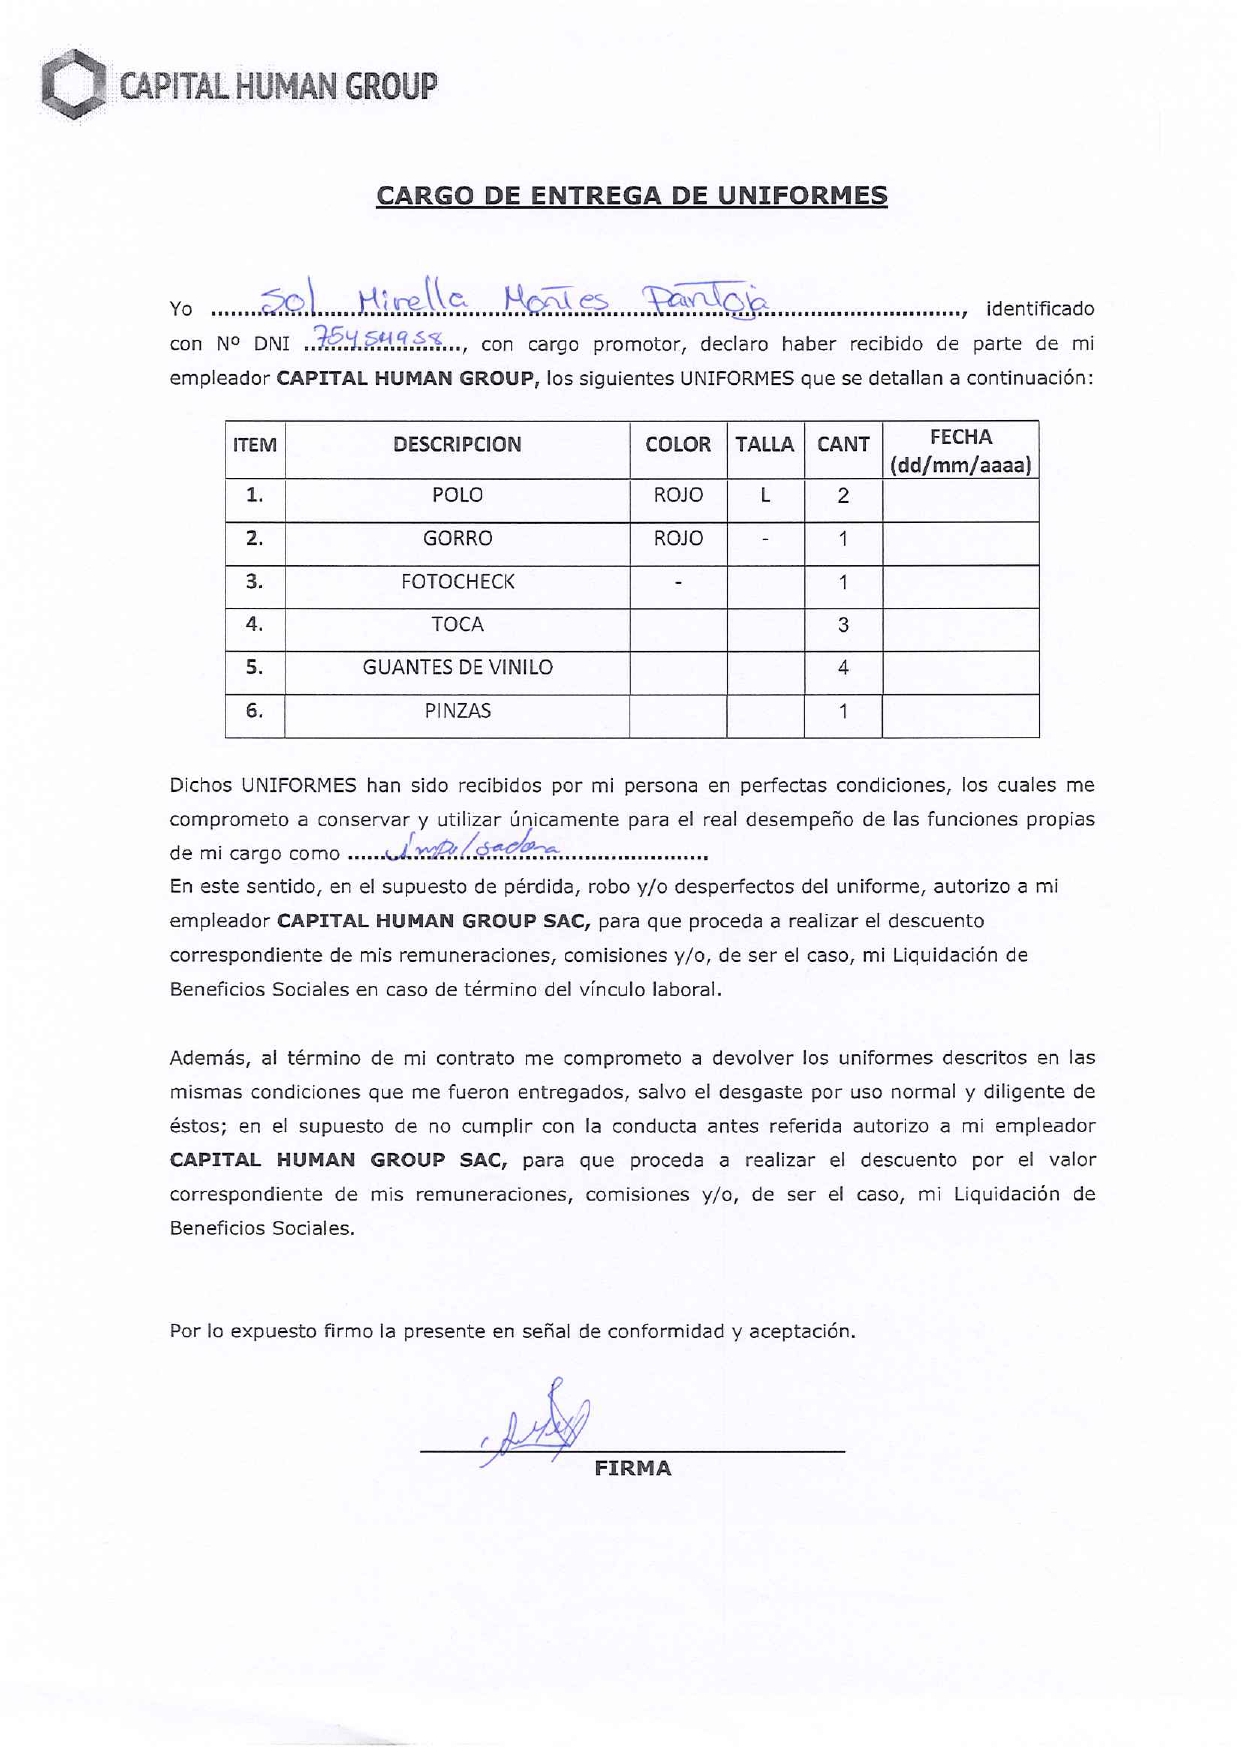 CAPITAL HUMAN GROUP
CARGO DE ENTREGA DE UNIFORMES
Yo ........Sol Mirella Montes Pantoja........, identificado
con Nº DNI ..75454958.., con cargo promotor, declaro haber recibido de parte de mi
empleador CAPITAL HUMAN GROUP, los siguientes UNIFORMES que se detallan a continuación:
ITEM DESCRIPCION COLOR TALLA CANT FECHA (dd/mm/aaaa)
1. POLO ROJO L 2
2. GORRO ROJO - 1
3. FOTOCHECK - 1
4. TOCA 3
5. GUANTES DE VINILO 4
6. PINZAS 1
Dichos UNIFORMES han sido recibidos por mi persona en perfectas condiciones, los cuales me
comprometo a conservar y utilizar únicamente para el real desempeño de las funciones propias
de mi cargo como ......Impulsadora......
En este sentido, en el supuesto de pérdida, robo y/o desperfectos del uniforme, autorizo a mi
empleador CAPITAL HUMAN GROUP SAC, para que proceda a realizar el descuento
correspondiente de mis remuneraciones, comisiones y/o, de ser el caso, mi Liquidación de
Beneficios Sociales en caso de término del vínculo laboral.
Además, al término de mi contrato me comprometo a devolver los uniformes descritos en las
mismas condiciones que me fueron entregados, salvo el desgaste por uso normal y diligente de
éstos; en el supuesto de no cumplir con la conducta antes referida autorizo a mi empleador
CAPITAL HUMAN GROUP SAC, para que proceda a realizar el descuento por el valor
correspondiente de mis remuneraciones, comisiones y/o, de ser el caso, mi Liquidación de
Beneficios Sociales.
Por lo expuesto firmo la presente en señal de conformidad y aceptación.
FIRMA